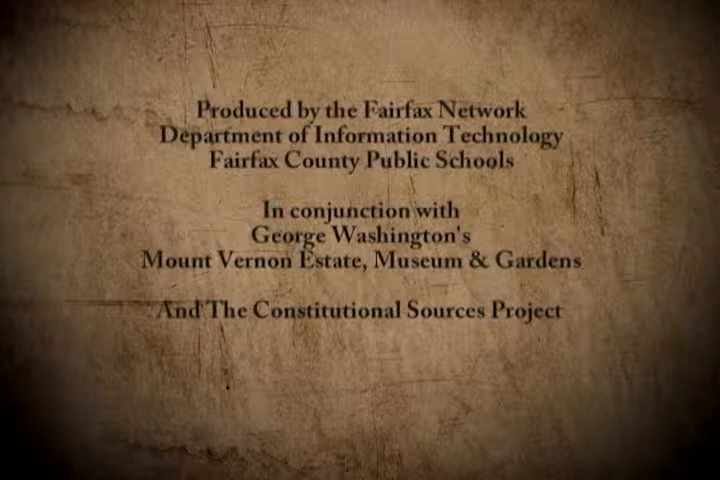 Produced by the Fairfax Network
Department of Information Technology
Fairfax County Public Schools
In conjunction with
George Washington's
Mount Vernon Estate, Museum & Gardens
And The Constitutional Sources Project